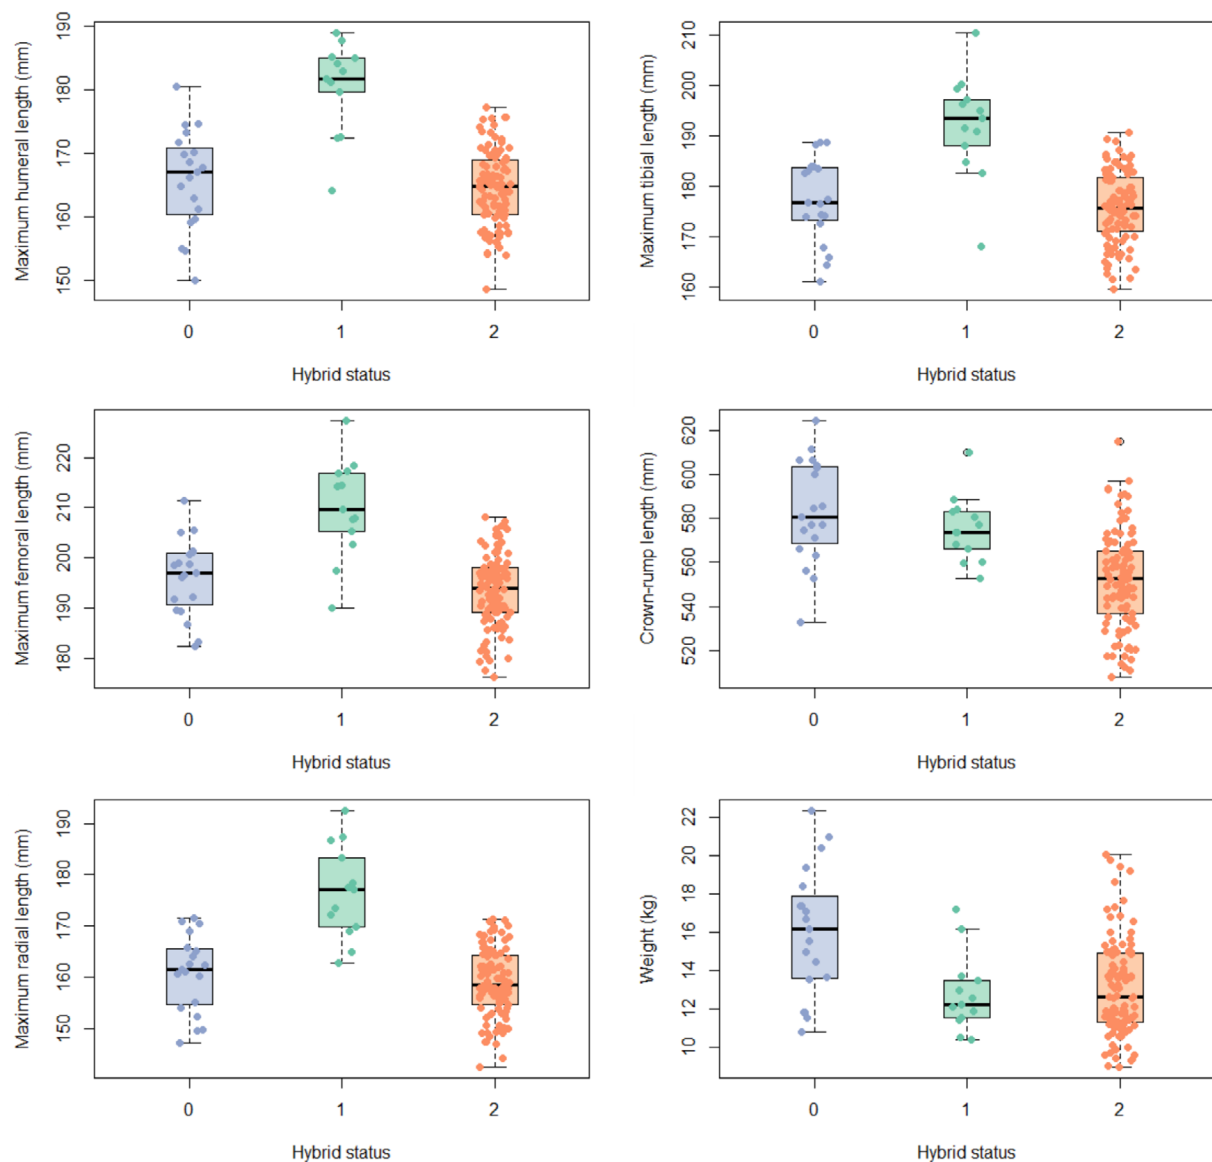 Maximum humeral length (mm)
190
180
170
160
150
0 1 2
Hybrid status
Maximum tibial length (mm)
210
200
190
180
170
160
0 1 2
Hybrid status
Maximum femoral length (mm)
220
210
200
190
180
0 1 2
Hybrid status
Crown-rump length (mm)
620
600
580
560
540
520
0 1 2
Hybrid status
Maximum radial length (mm)
190
180
170
160
150
0 1 2
Hybrid status
Weight (kg)
22
20
18
16
14
12
10
0 1 2
Hybrid status